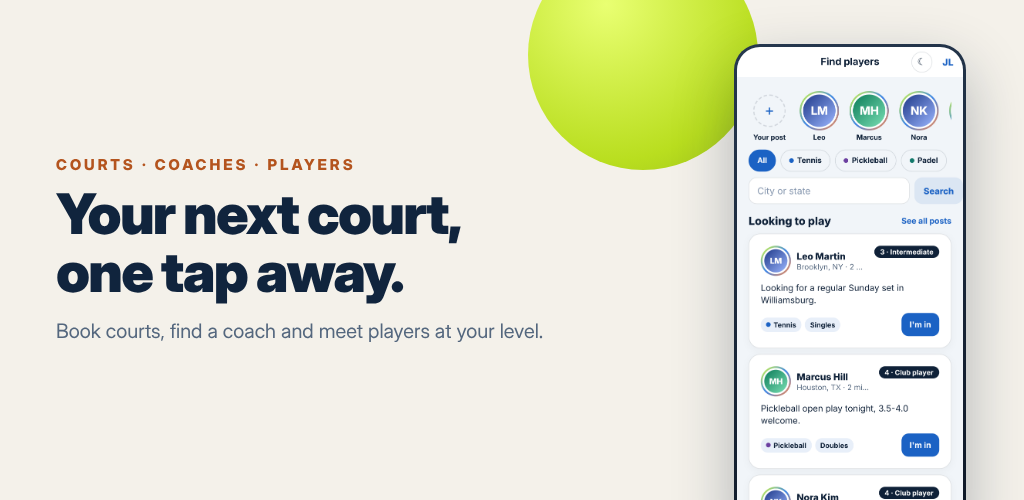 COURTS · COACHES · PLAYERS
Your next court,
one tap away.
Book courts, find a coach and meet players at your level.
Find players
JL
+
LM
MH
NK
Your post
Leo
Marcus
Nora
All
Tennis
Pickleball
Padel
City or state
Search
Looking to play
See all posts
LM
Leo Martin
3 · Intermediate
Brooklyn, NY · 2 ...
Looking for a regular Sunday set in
Williamsburg.
Tennis
Singles
I'm in
MH
Marcus Hill
4 · Club player
Houston, TX · 2 mi...
Pickleball open play tonight, 3.5-4.0
welcome.
Pickleball
Doubles
I'm in
Nora Kim
4 · Club player